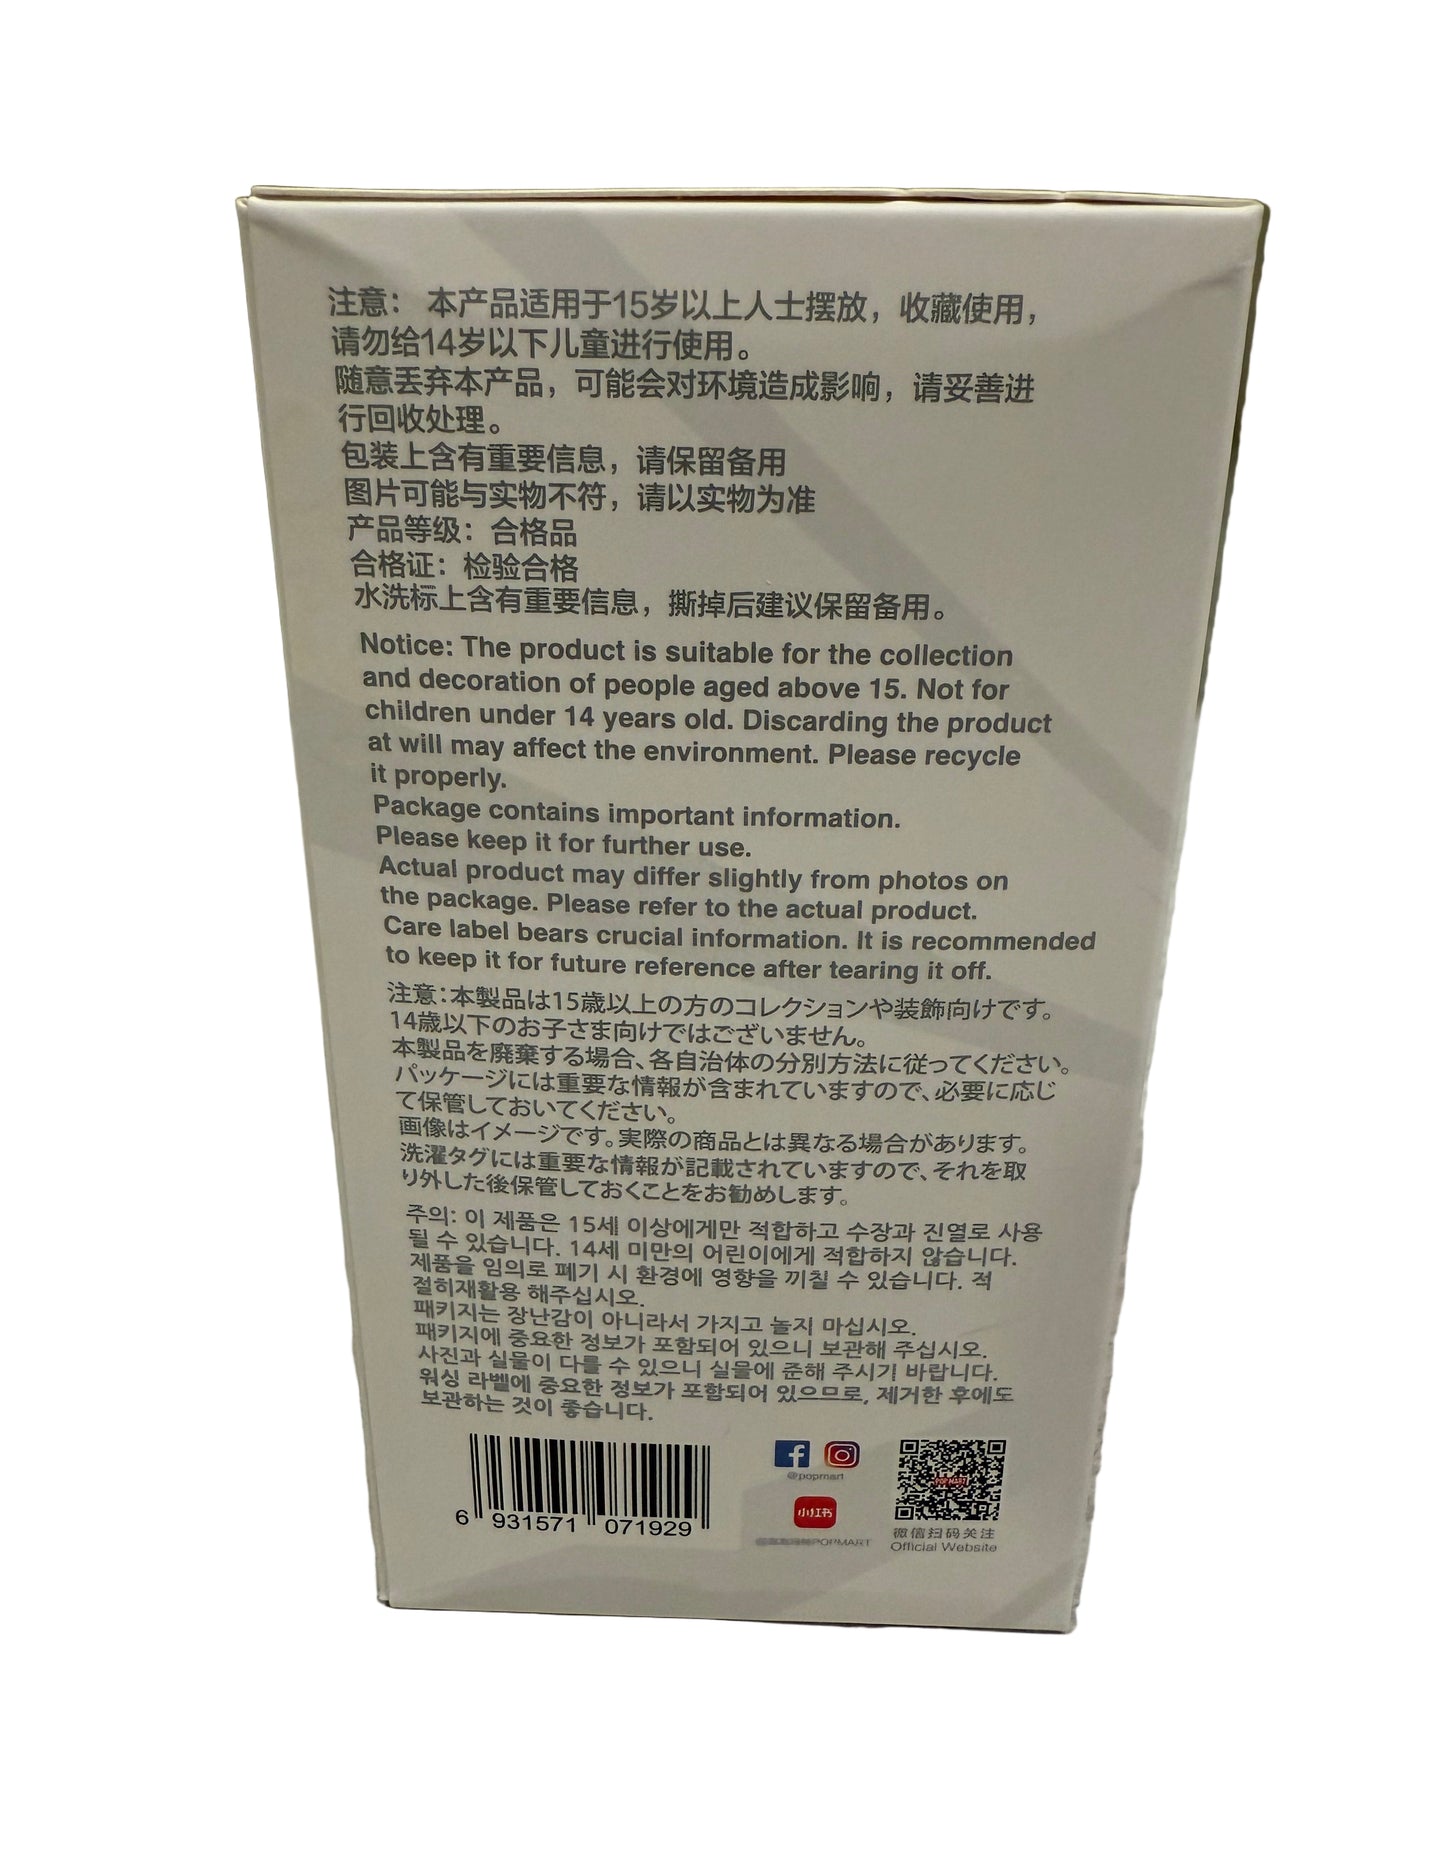 注意： 本产品适用于15岁以上人士摆放，收藏使用，
请勿给14岁以下儿童进行使用。
随意丢弃本产品，可能会对环境造成影响，请妥善进
行回收处理。
包装上含有重要信息，请保留备用
图片可能与实物不符，请以实物为准
产品等级：合格品
合格证：检验合格
水洗标上含有重要信息，撕掉后建议保留备用。
Notice: The product is suitable for the collection
and decoration of people aged above 15. Not for
children under 14 years old. Discarding the product
at will may affect the environment. Please recycle
it properly.
Package contains important information.
Please keep it for further use.
Actual product may differ slightly from photos on
the package. Please refer to the actual product.
Care label bears crucial information. It is recommended
to keep it for future reference after tearing it off.
注意：本製品は15歳以上の方のコレクションや装飾向けです。
14歳以下のお子さま向けではございません。
本製品を廃棄する場合、各自治体の分別方法に従ってください。
パッケージには重要な情報が含まれていますので、必要に応じ
て保管しておいてください。
画像はイメージです。実際の商品とは異なる場合があります。
洗濯タグには重要な情報が記載されていますので、それを取
り外した後保管しておくことをお勧めします。
주의: 이 제품은 15세 이상에게만 적합하고 수장과 진열로 사용
될 수 있습니다. 14세 미만의 어린이에게 적합하지 않습니다.
제품을 임의로 폐기 시 환경에 영향을 끼칠 수 있습니다. 적
절히재활용 해주십시오.
패키지는 장난감이 아니라서 가지고 놀지 마십시오.
패키지에 중요한 정보가 포함되어 있으니 보관해 주십시오.
사진과 실물이 다를 수 있으니 실물에 준해 주시기 바랍니다.
워싱 라벨에 중요한 정보가 포함되어 있으므로, 제거한 후에도
보관하는 것이 좋습니다.
6 931571 071929
@popmart
小红书
POPMART
POP MART
微信扫码关注
Official Website